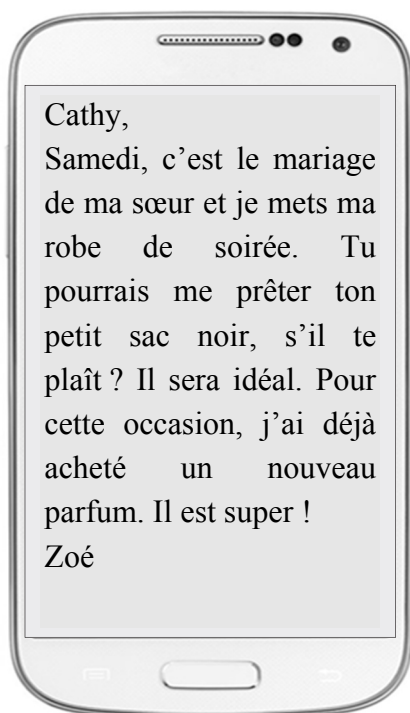 Cathy,
Samedi, c’est le mariage
de ma sœur et je mets ma
robe de soirée. Tu
pourrais me prêter ton
petit sac noir, s’il te
plaît ? Il sera idéal. Pour
cette occasion, j’ai déjà
acheté un nouveau
parfum. Il est super !
Zoé